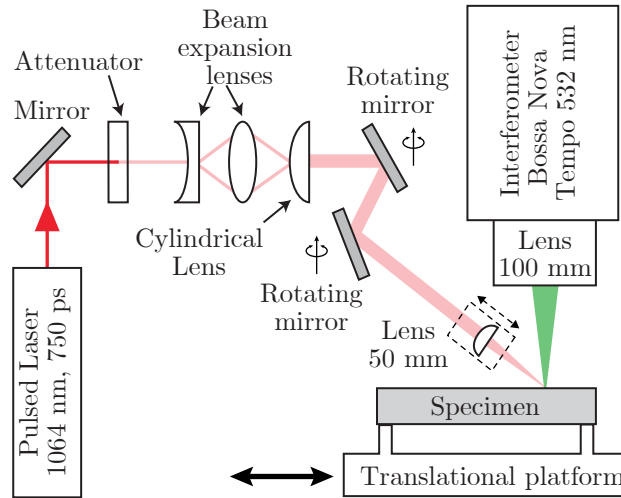 Beam
expansion
lenses
Attenuator
Mirror
Rotating
mirror
Interferometer
Bossa Nova
Tempo 532 nm
Cylindrical
Lens
Rotating
mirror
Lens
100 mm
Lens
50 mm
Pulsed Laser
1064 nm, 750 ps
Specimen
Translational platform